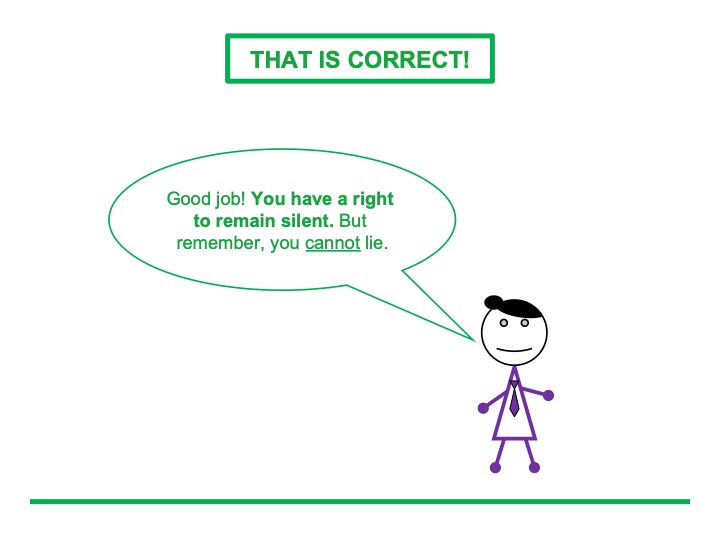 THAT IS CORRECT!
Good job! You have a right
to remain silent. But
remember, you cannot lie.